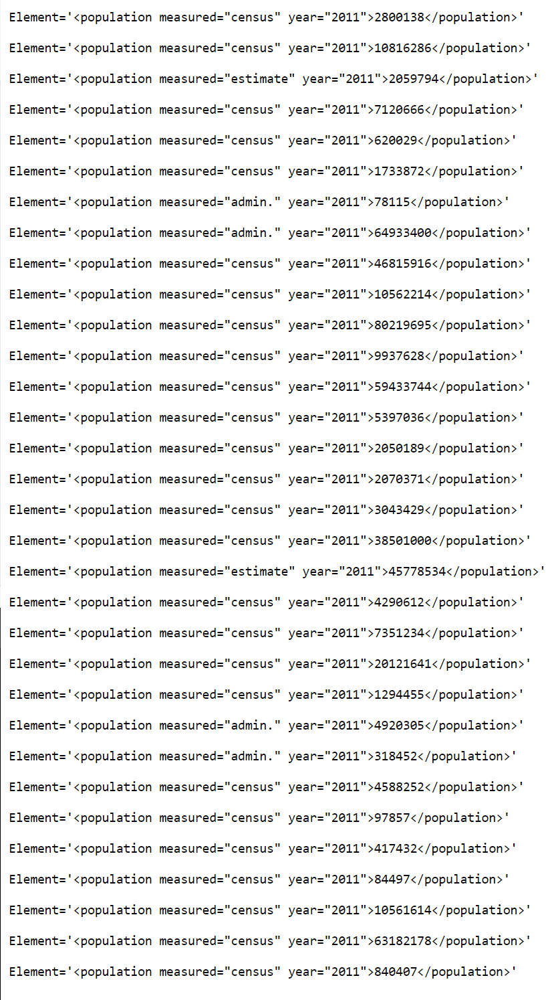 Element='<population measured="census" year="2011">2800138</population>'
Element='<population measured="census" year="2011">10816286</population>'
Element='<population measured="estimate" year="2011">2059794</population>'
Element='<population measured="census" year="2011">7120666</population>'
Element='<population measured="census" year="2011">620029</population>'
Element='<population measured="census" year="2011">1733872</population>'
Element='<population measured="admin." year="2011">78115</population>'
Element='<population measured="admin." year="2011">64933400</population>'
Element='<population measured="census" year="2011">46815916</population>'
Element='<population measured="census" year="2011">10562214</population>'
Element='<population measured="census" year="2011">80219695</population>'
Element='<population measured="census" year="2011">9937628</population>'
Element='<population measured="census" year="2011">59433744</population>'
Element='<population measured="census" year="2011">5397036</population>'
Element='<population measured="census" year="2011">2050189</population>'
Element='<population measured="census" year="2011">2070371</population>'
Element='<population measured="census" year="2011">3043429</population>'
Element='<population measured="census" year="2011">38501000</population>'
Element='<population measured="estimate" year="2011">45778534</population>'
Element='<population measured="census" year="2011">4290612</population>'
Element='<population measured="census" year="2011">7351234</population>'
Element='<population measured="census" year="2011">20121641</population>'
Element='<population measured="census" year="2011">1294455</population>'
Element='<population measured="admin." year="2011">4920305</population>'
Element='<population measured="admin." year="2011">318452</population>'
Element='<population measured="census" year="2011">4588252</population>'
Element='<population measured="census" year="2011">97857</population>'
Element='<population measured="census" year="2011">417432</population>'
Element='<population measured="census" year="2011">84497</population>'
Element='<population measured="census" year="2011">10561614</population>'
Element='<population measured="census" year="2011">63182178</population>'
Element='<population measured="census" year="2011">840407</population>'